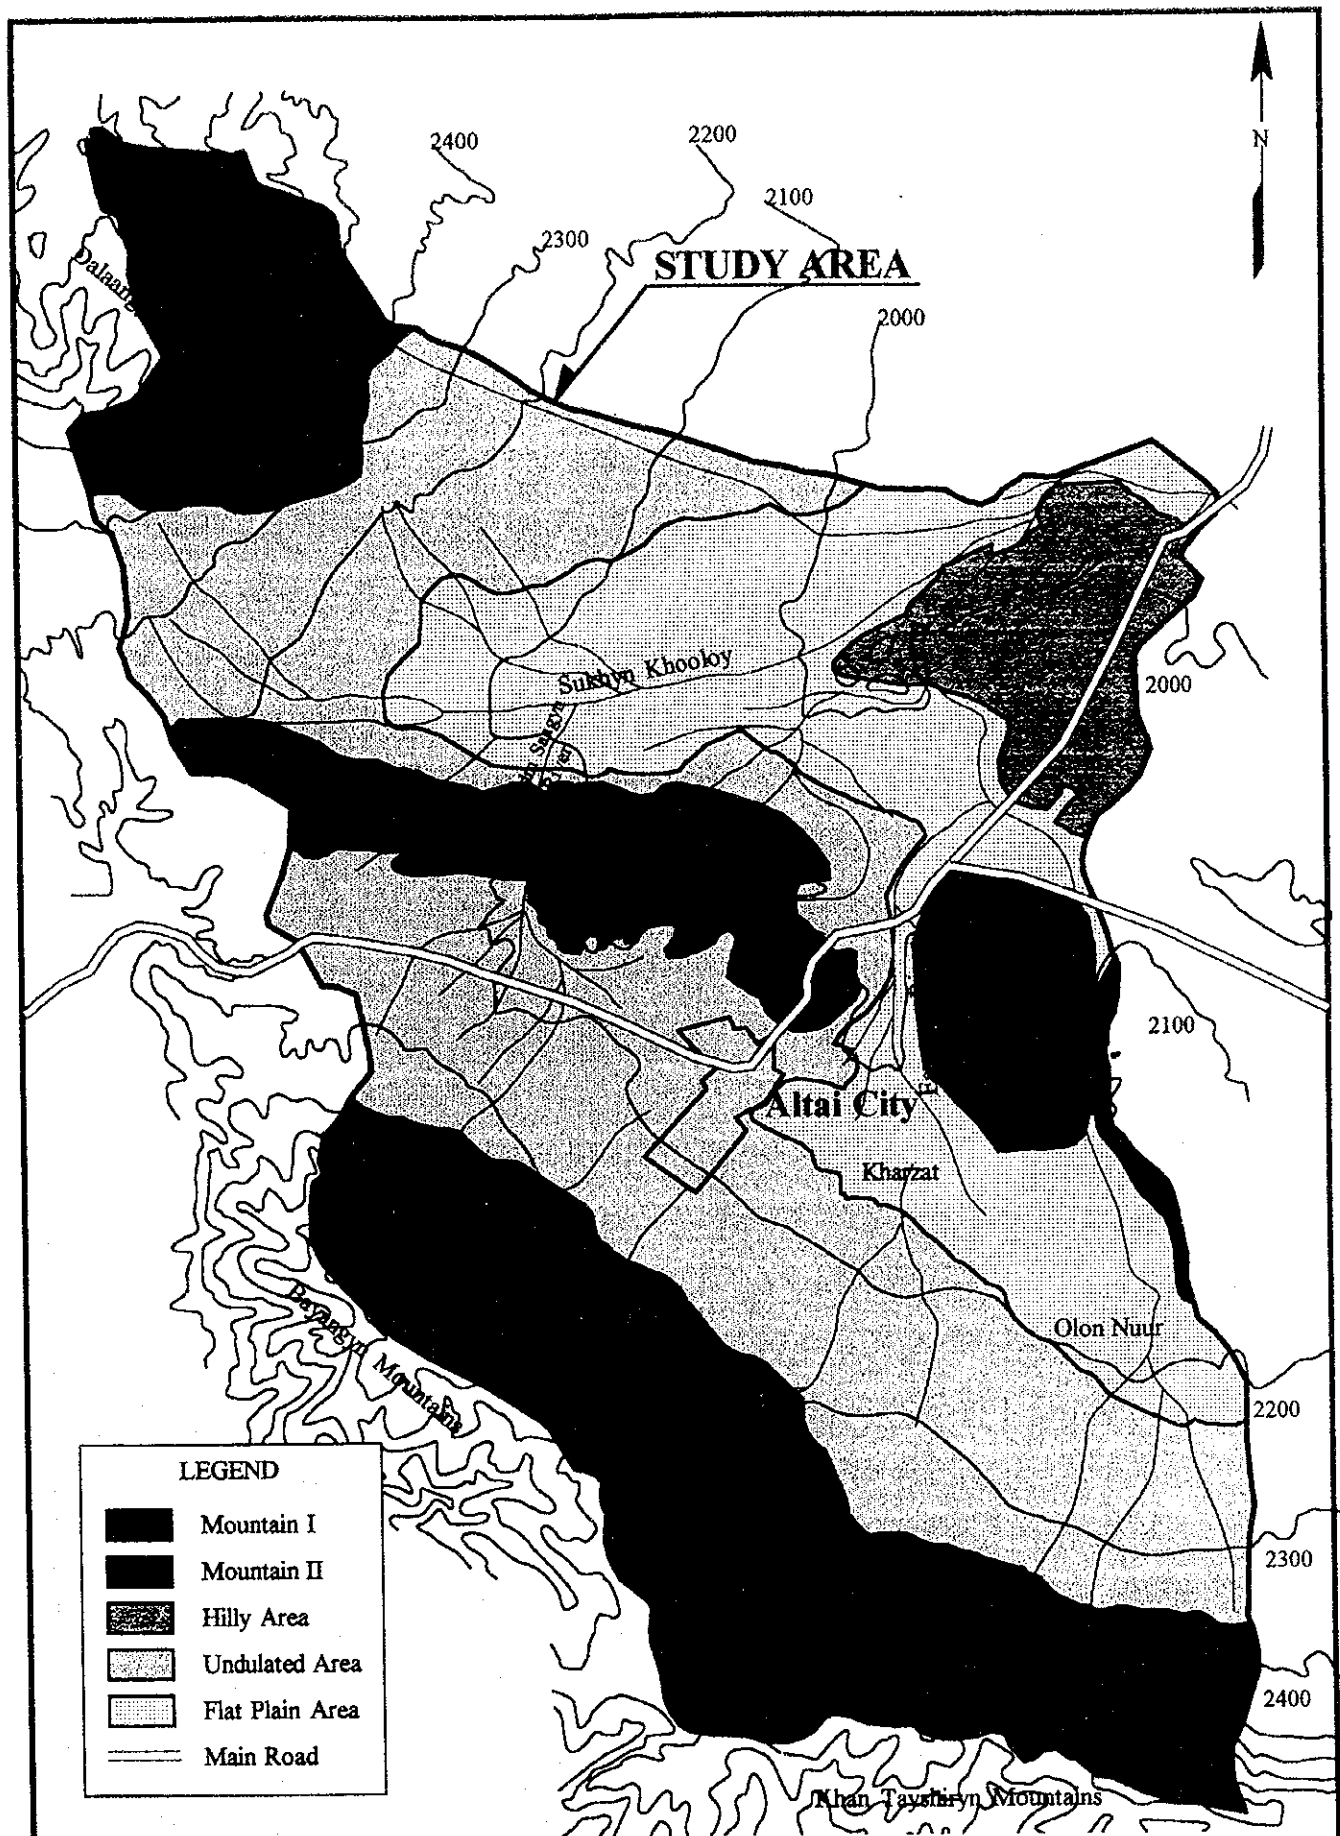 2400
2200
2100
N
2300
STUDY AREA
2000
Sukhyn Khooloy
2000
2100
Altai City
Kharzat
Olon Nuur
Bayangyn Mountains
2200
LEGEND
Mountain I
Mountain II
Hilly Area
Undulated Area
Flat Plain Area
Main Road
2300
2400
Khan Tayshiryn Mountains